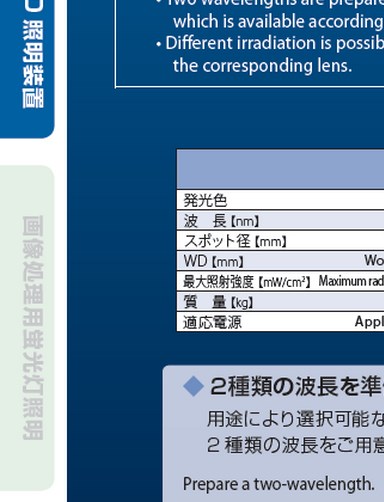 照明装置
画像処理用蛍光灯照明
• Two wavelengths are prepare
which is available according
• Different irradiation is possib
the corresponding lens.
発光色
波　長【nm】
スポット径【mm】
WD【mm】 Wo
最大照射強度【mW/cm²】 Maximum rad
質　量【kg】
適応電源 Appl
◆ 2種類の波長を準
用途により選択可能な
2 種類の波長をご用意
Prepare a two-wavelength.